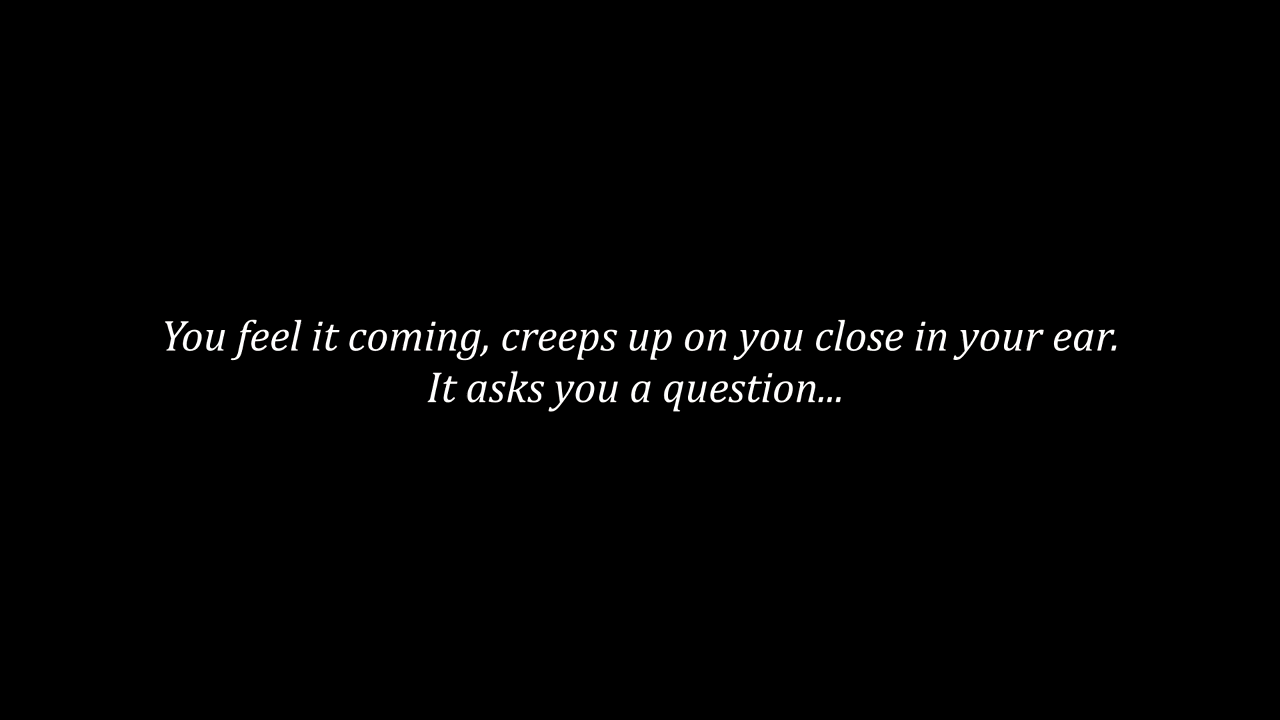 You feel it coming, creeps up on you close in your ear.
It asks you a question...